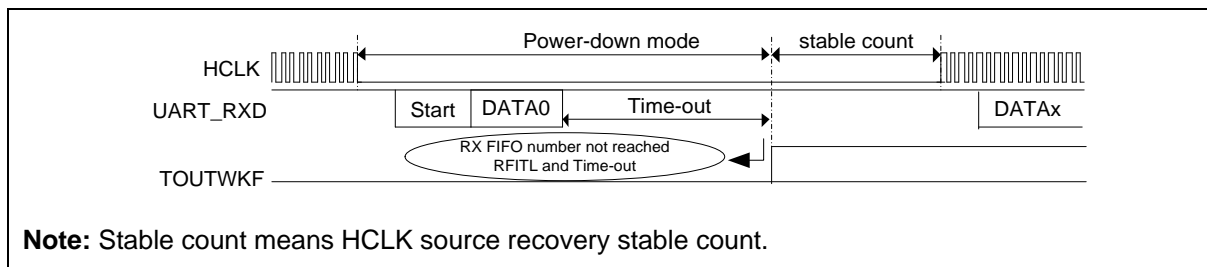 Power-down mode stable count
HCLK
UART_RXD Start DATA0 Time-out DATAx
RX FIFO number not reached
RFITL and Time-out
TOUTWKF
Note: Stable count means HCLK source recovery stable count.